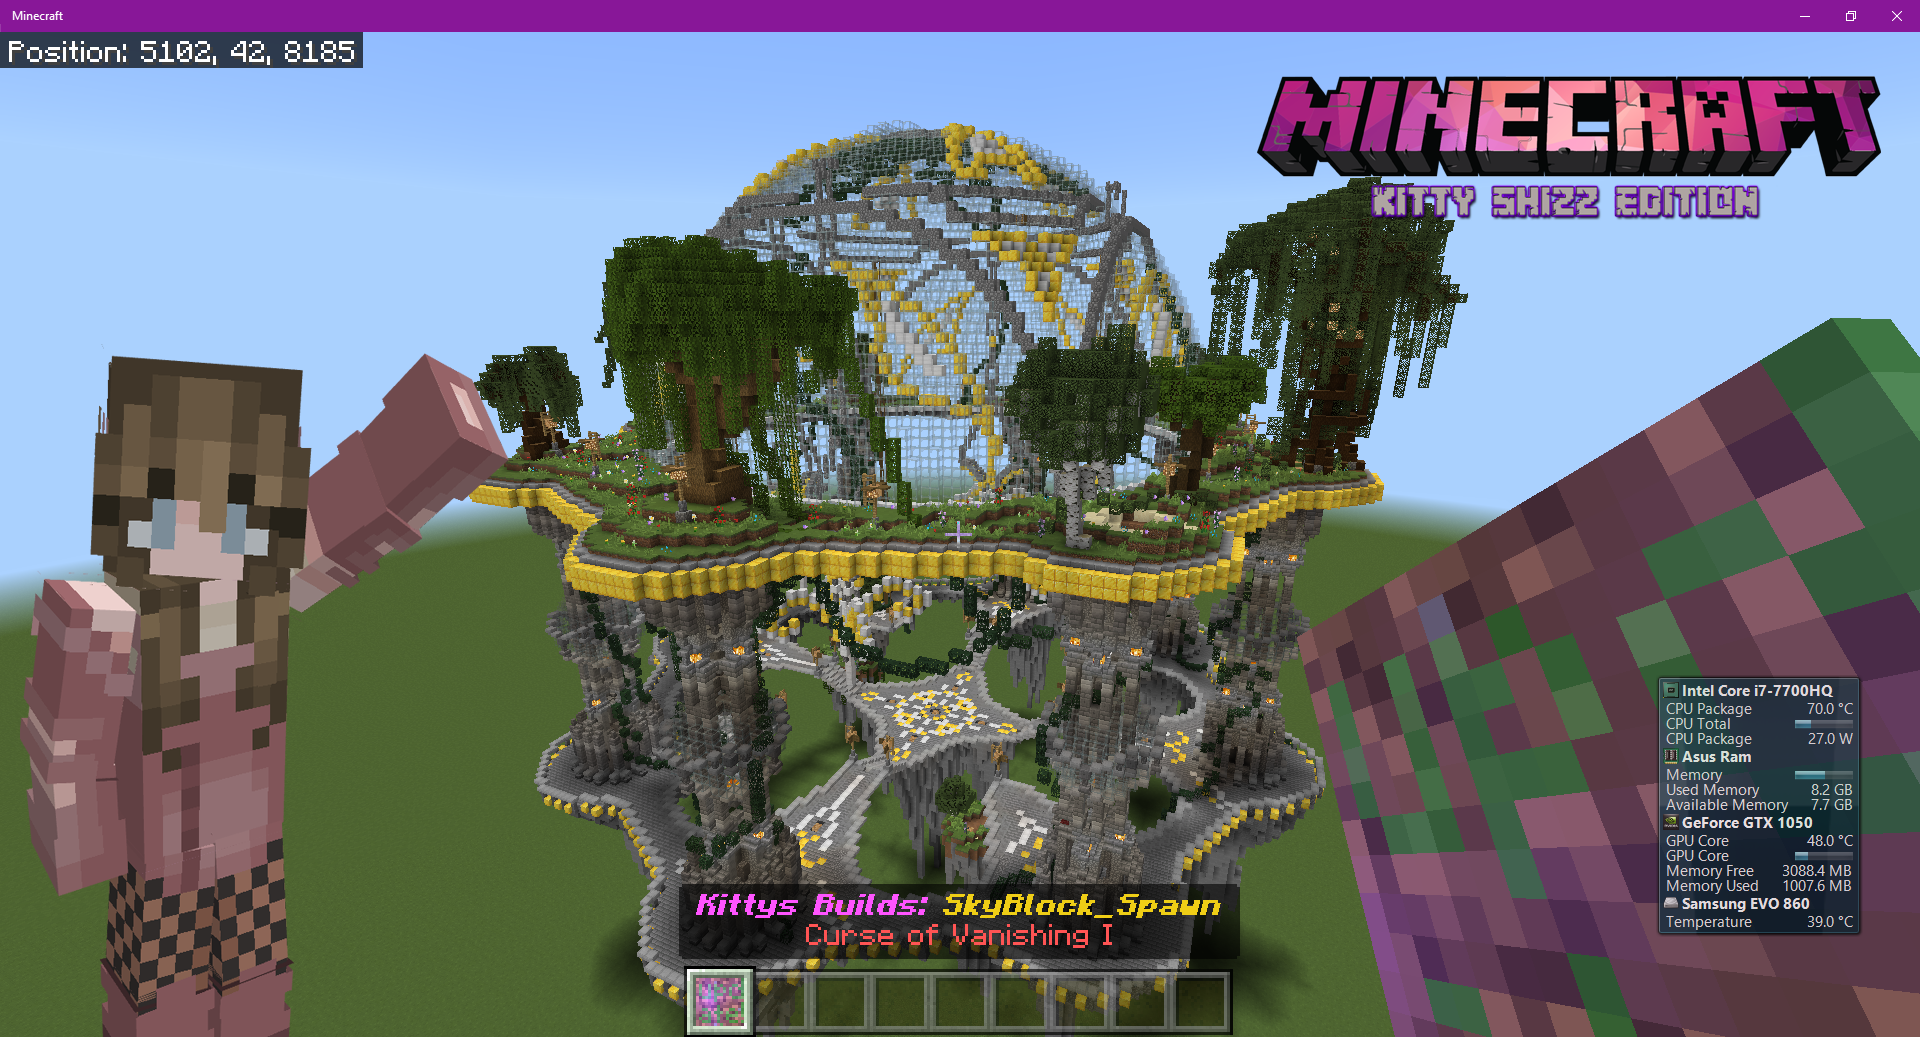 Minecraft
Position: 5102, 42, 8185
MINECRAFT
KITTY SHIZZ EDITION
Intel Core i7-7700HQ
CPU Package 70.0 °C
CPU Total
CPU Package 27.0 W
Asus Ram
Memory
Used Memory 8.2 GB
Available Memory 7.7 GB
GeForce GTX 1050
GPU Core 48.0 °C
GPU Core
Memory Free 3088.4 MB
Memory Used 1007.6 MB
Samsung EVO 860
Temperature 39.0 °C
Kittys Builds: SkyBlock_Spawn
Curse of Vanishing I